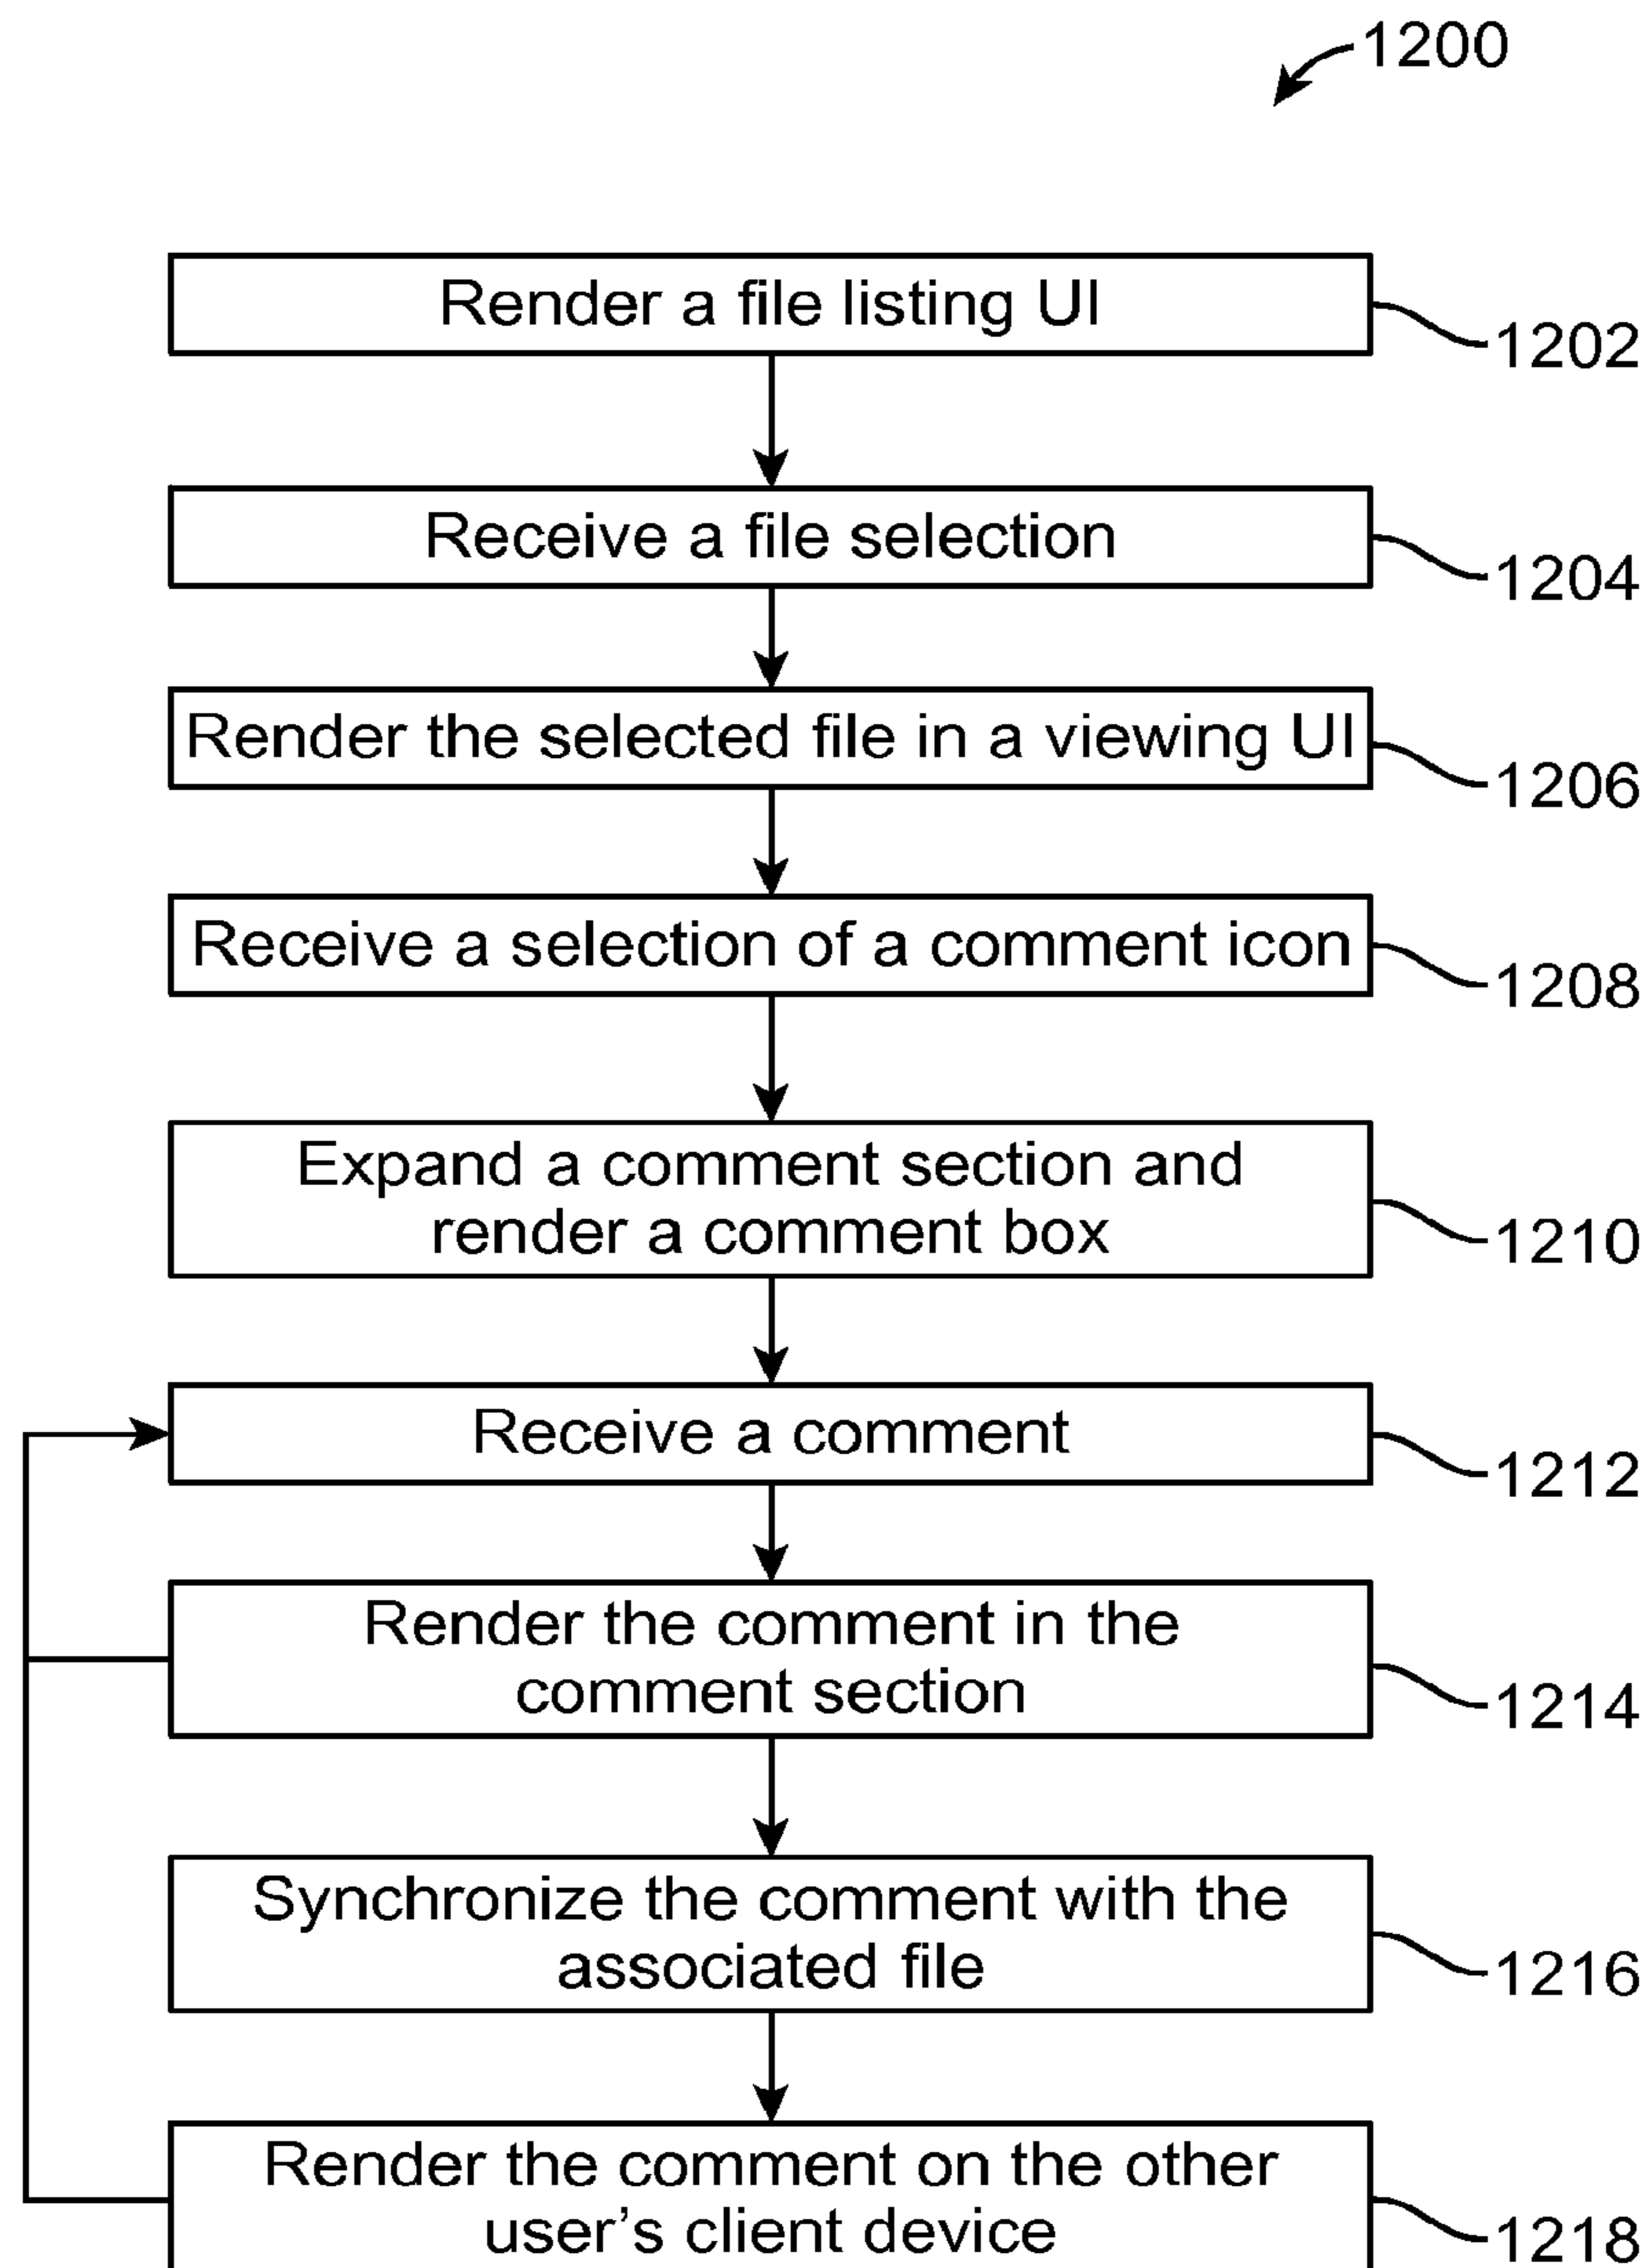 1200
Render a file listing UI
1202
Receive a file selection
1204
Render the selected file in a viewing UI
1206
Receive a selection of a comment icon
1208
Expand a comment section and
render a comment box
1210
Receive a comment
1212
Render the comment in the
comment section
1214
Synchronize the comment with the
associated file
1216
Render the comment on the other
user’s client device
1218